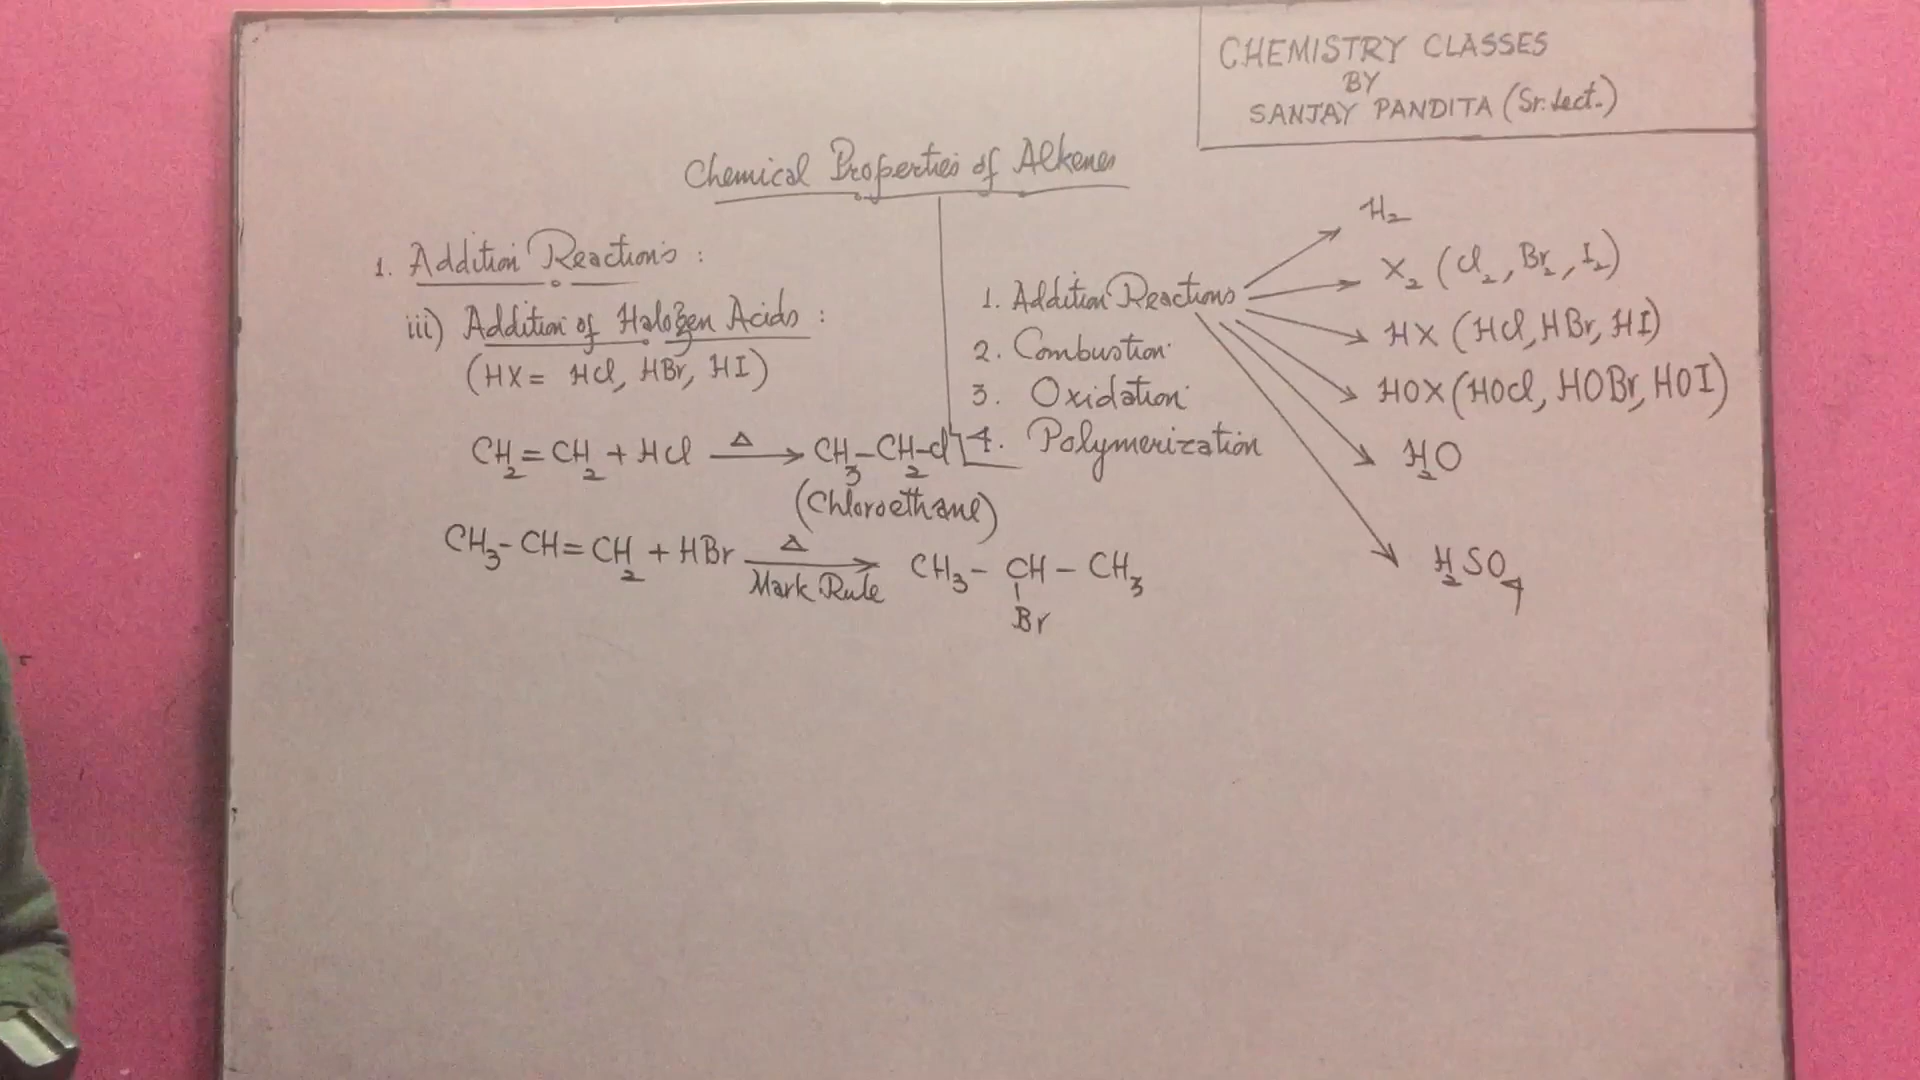 CHEMISTRY CLASSES
BY
SANJAY PANDITA (Sr. Lect.)
Chemical Properties of Alkenes
1. Addition Reactions :
iii) Addition of Halogen Acids :
(HX = HCl, HBr, HI)
CH₂=CH₂ + HCl —Δ→ CH₃-CH₂-Cl
(Chloroethane)
CH₃-CH=CH₂ + HBr —Δ→ CH₃-CH-CH₃
Mark. Rule
Br
1. Addition Reactions
2. Combustion
3. Oxidation
4. Polymerization
H₂
X₂ (Cl₂, Br₂, I₂)
HX (HCl, HBr, HI)
HOX (HOCl, HOBr, HOI)
H₂O
H₂SO₄